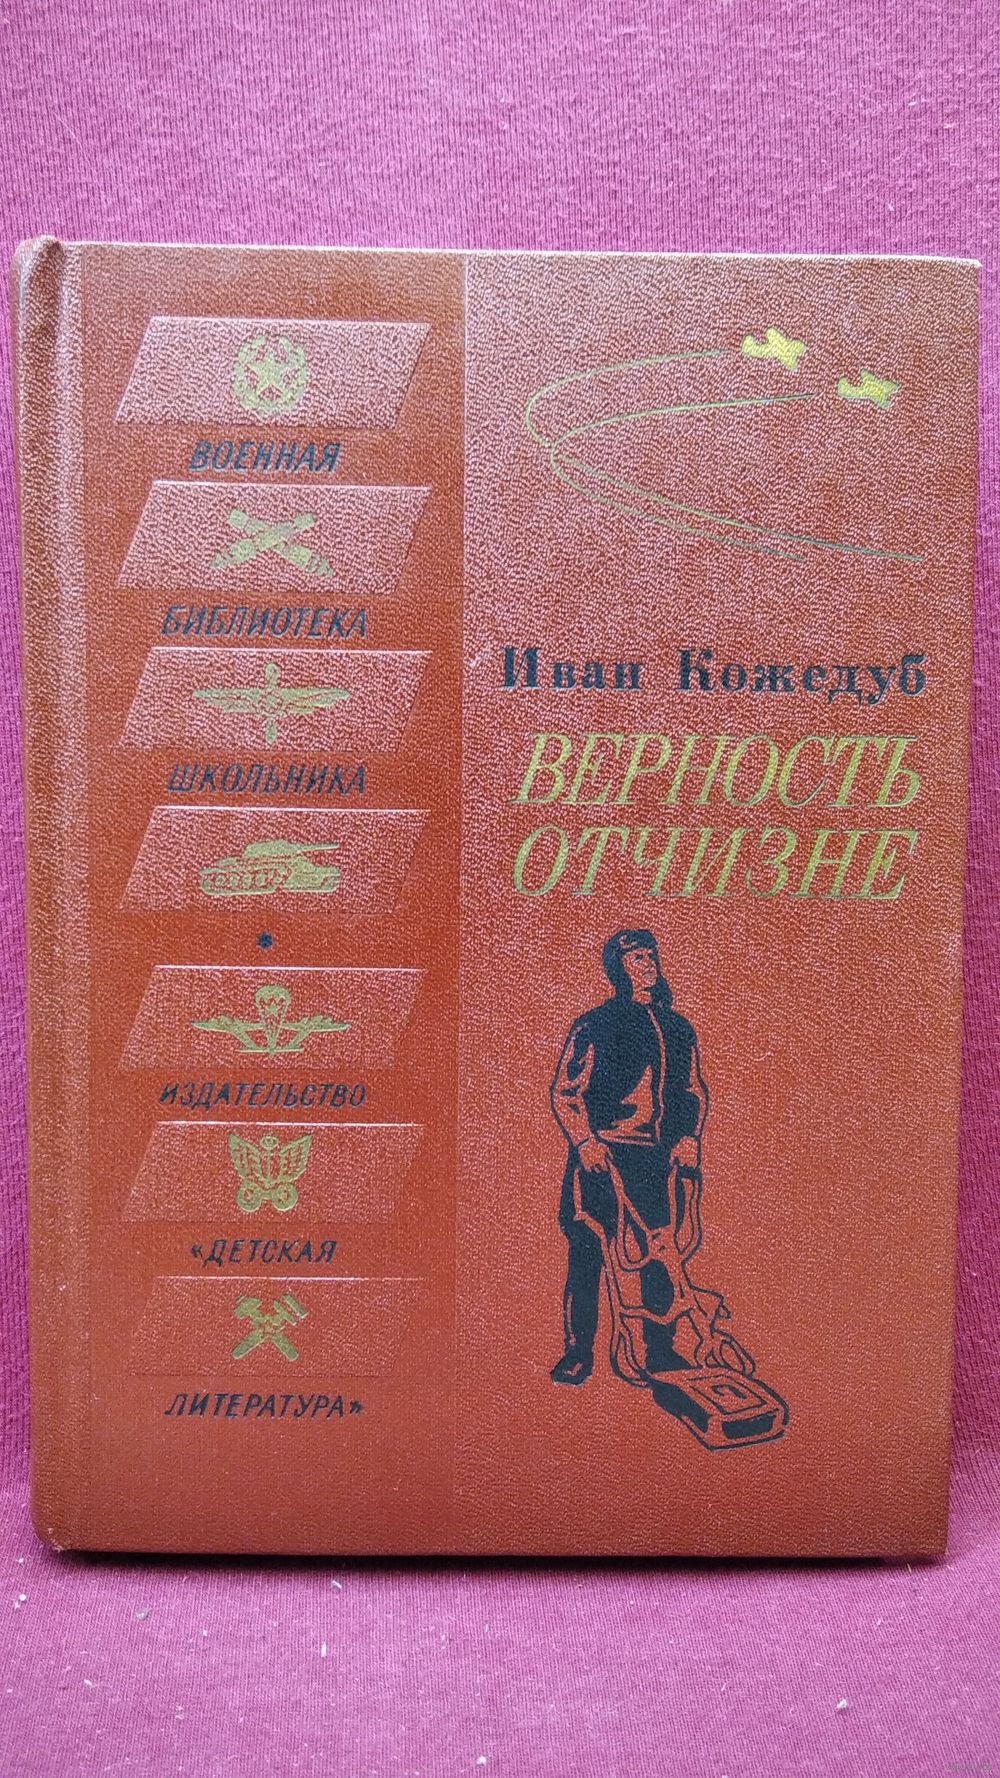 ВОЕННАЯ
БИБЛИОТЕКА
ШКОЛЬНИКА
*
ИЗДАТЕЛЬСТВО
«ДЕТСКАЯ
ЛИТЕРАТУРА»
Иван Кожедуб
ВЕРНОСТЬ
ОТЧИЗНЕ